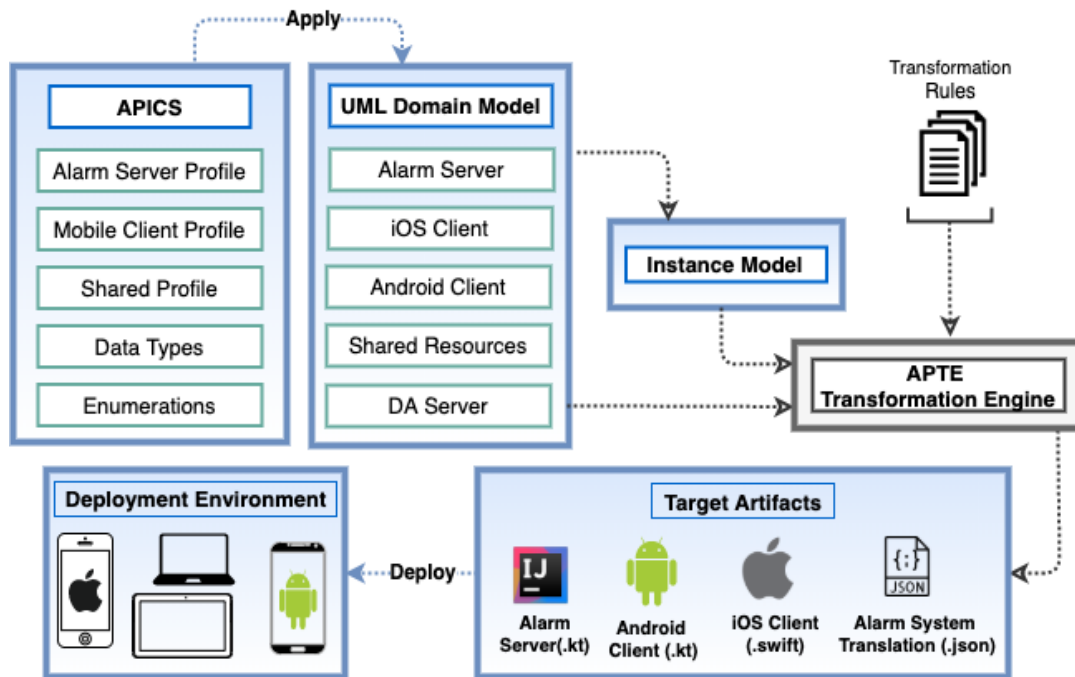 Apply
APICS
Alarm Server Profile
Mobile Client Profile
Shared Profile
Data Types
Enumerations
UML Domain Model
Alarm Server
iOS Client
Android Client
Shared Resources
DA Server
Instance Model
Transformation
Rules
APTE
Transformation Engine
Deployment Environment
Deploy
Target Artifacts
IJ
{;}
JSON
Alarm
Server(.kt)
Android
Client (.kt)
iOS Client
(.swift)
Alarm System
Translation (.json)